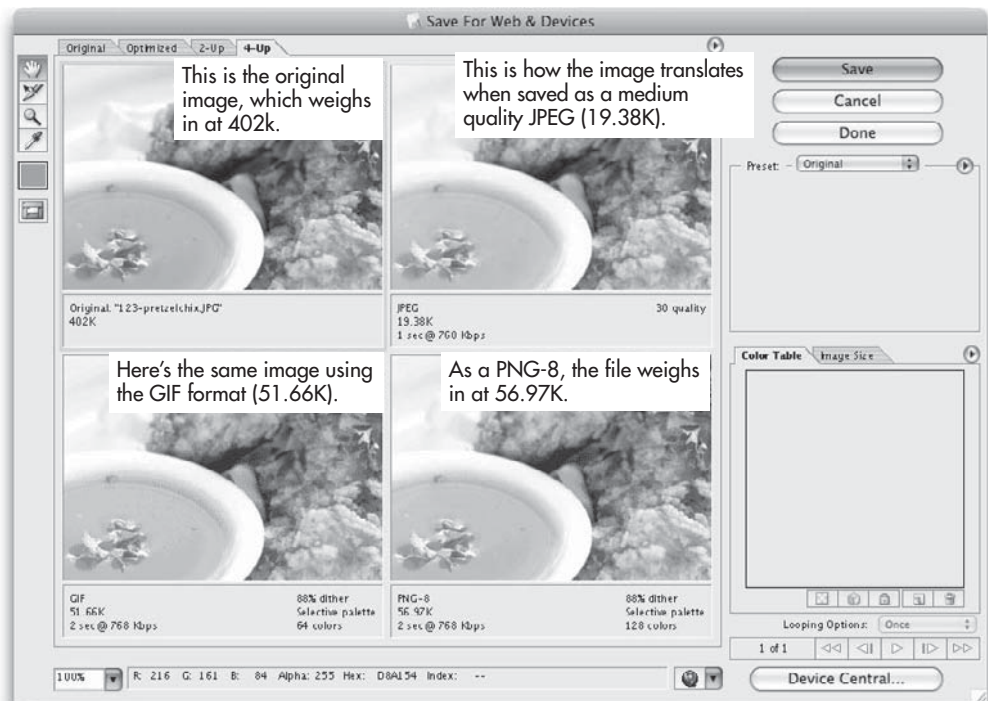 Save For Web & Devices
Original Optimized 2-Up 4-Up
This is the original
image, which weighs
in at 402k.
This is how the image translates
when saved as a medium
quality JPEG (19.38K).
Save
Cancel
Done
Preset: Original
Original: "123-pretzelchix.JPG"
402K
JPEG
19.38K
1 sec @ 760 Kbps
30 quality
Here's the same image using
the GIF format (51.66K).
As a PNG-8, the file weighs
in at 56.97K.
Color Table Image Size
GIF
51.66K
2 sec @ 768 Kbps
88% dither
Selective palette
64 colors
PNG-8
56.97K
2 sec @ 768 Kbps
88% dither
Selective palette
128 colors
Looping Options: Once
1 of 1
100% R: 216 G: 161 B: 84 Alpha: 255 Hex: D8A154 Index: --
Device Central...